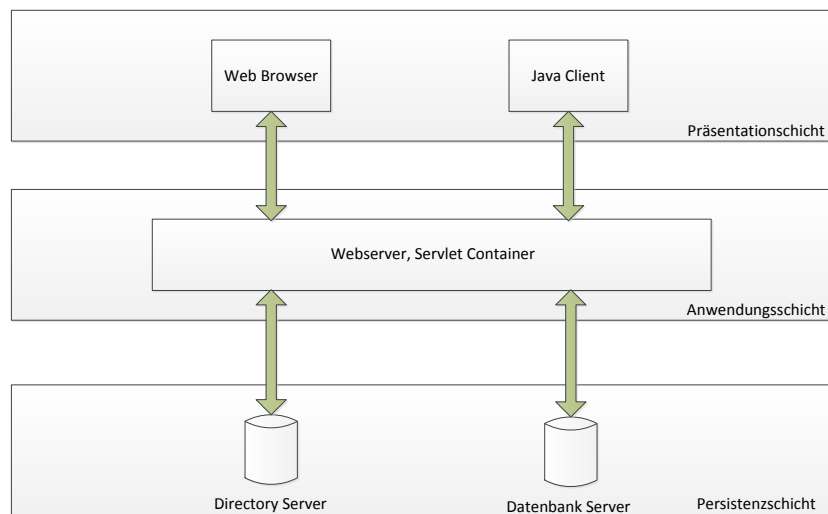 Web Browser
Java Client
Präsentationschicht
Webserver, Servlet Container
Anwendungsschicht
Directory Server
Datenbank Server
Persistenzschicht